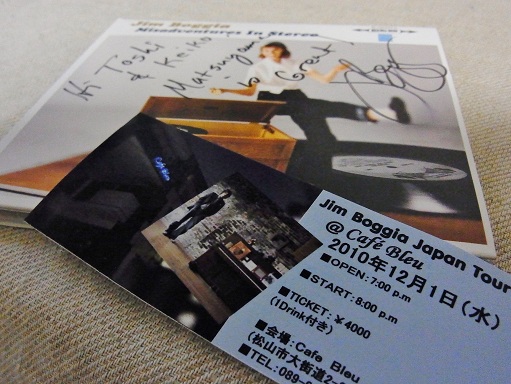 Jim Boggia
Misadventures In Stereo
Hi Toshi
& Keiko
Matsuyama
is Great!
Café Bleu
Jim Boggia Japan Tour
@ Café Bleu
2010年12月1日（水）
■OPEN:7:00 p.m
■START:8:00 p.m
■TICKET:￥4000
(1Drink付き)
■会場:Cafe Bleu
(松山市大街道2-
■TEL:089-